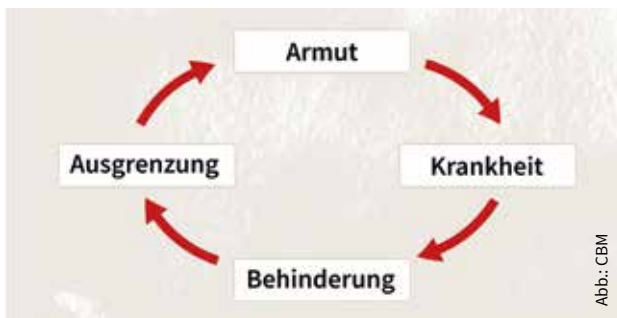 Armut
Ausgrenzung
Krankheit
Behinderung
Abb.: CBM